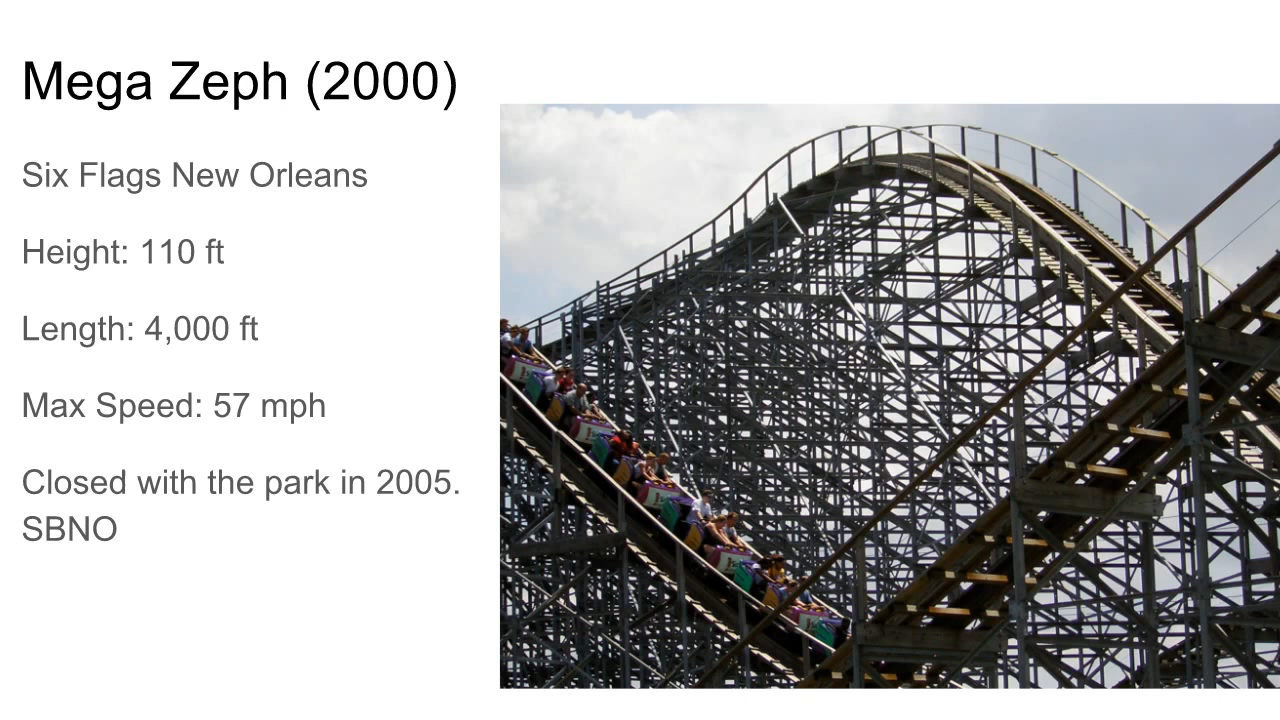 Mega Zeph (2000)
Six Flags New Orleans
Height: 110 ft
Length: 4,000 ft
Max Speed: 57 mph
Closed with the park in 2005.
SBNO